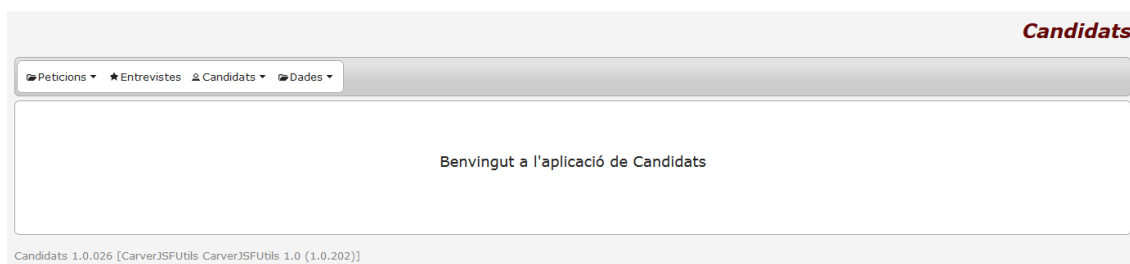 Candidats
Peticions Entrevistes Candidats Dades
Benvingut a l'aplicació de Candidats
Candidats 1.0.026 [CarverJSFUtils CarverJSFUtils 1.0 (1.0.202)]